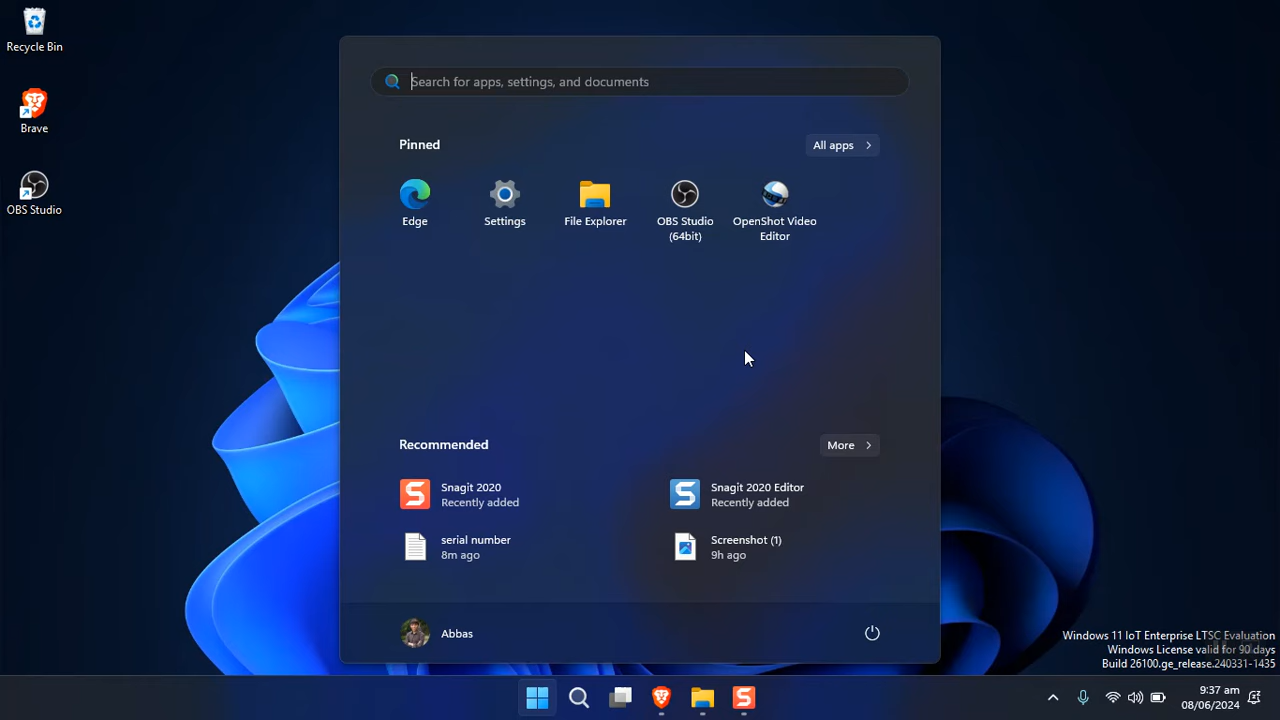 Recycle Bin
Brave
OBS Studio
Search for apps, settings, and documents
Pinned
All apps
Edge
Settings
File Explorer
OBS Studio
(64bit)
OpenShot Video
Editor
Recommended
More
Snagit 2020
Recently added
Snagit 2020 Editor
Recently added
serial number
8m ago
Screenshot (1)
9h ago
Abbas
Windows 11 IoT Enterprise LTSC Evaluation
Windows License valid for 90 days
Build 26100.ge_release.240331-1435
9:37 am
08/06/2024